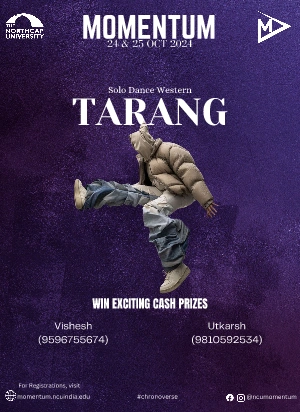 THE
NORTHCAP
UNIVERSITY
MOMENTUM
24 & 25 OCT 2024
Solo Dance Western
TARANG
WIN EXCITING CASH PRIZES
Vishesh
(9596755674)
Utkarsh
(9810592534)
For Registrations, visit
momentum.ncuindia.edu
#chronoverse
@ncumomentum